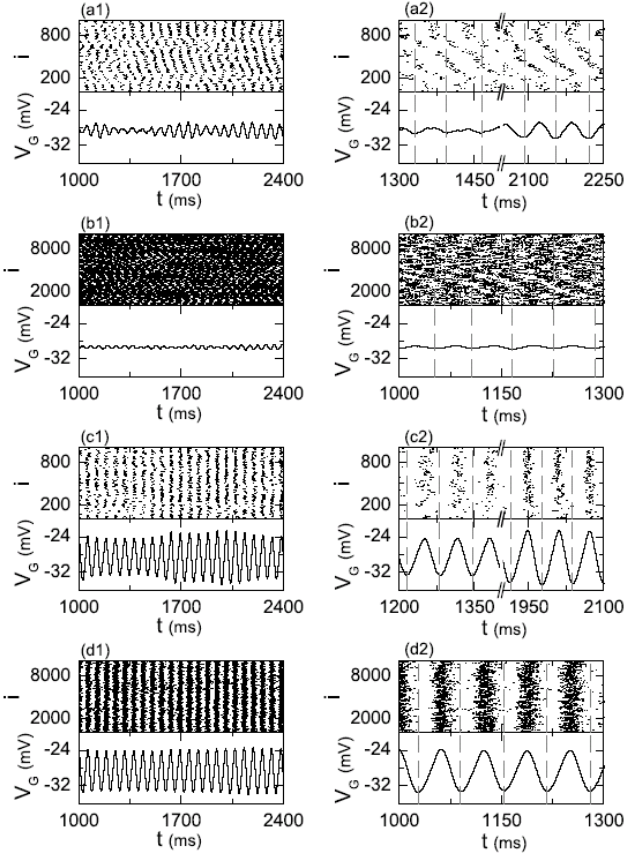 (a1) (a2)
800 800
i i
200 200
-24 -24
V_G (mV) V_G (mV)
-32 -32
1000 1700 2400 1300 1450 2100 2250
t (ms) t (ms)
(b1) (b2)
8000 8000
i i
2000 2000
-24 -24
V_G (mV) V_G (mV)
-32 -32
1000 1700 2400 1000 1150 1300
t (ms) t (ms)
(c1) (c2)
800 800
i i
200 200
-24 -24
V_G (mV) V_G (mV)
-32 -32
1000 1700 2400 1200 1350 1950 2100
t (ms) t (ms)
(d1) (d2)
8000 8000
i i
2000 2000
-24 -24
V_G (mV) V_G (mV)
-32 -32
1000 1700 2400 1000 1150 1300
t (ms) t (ms)